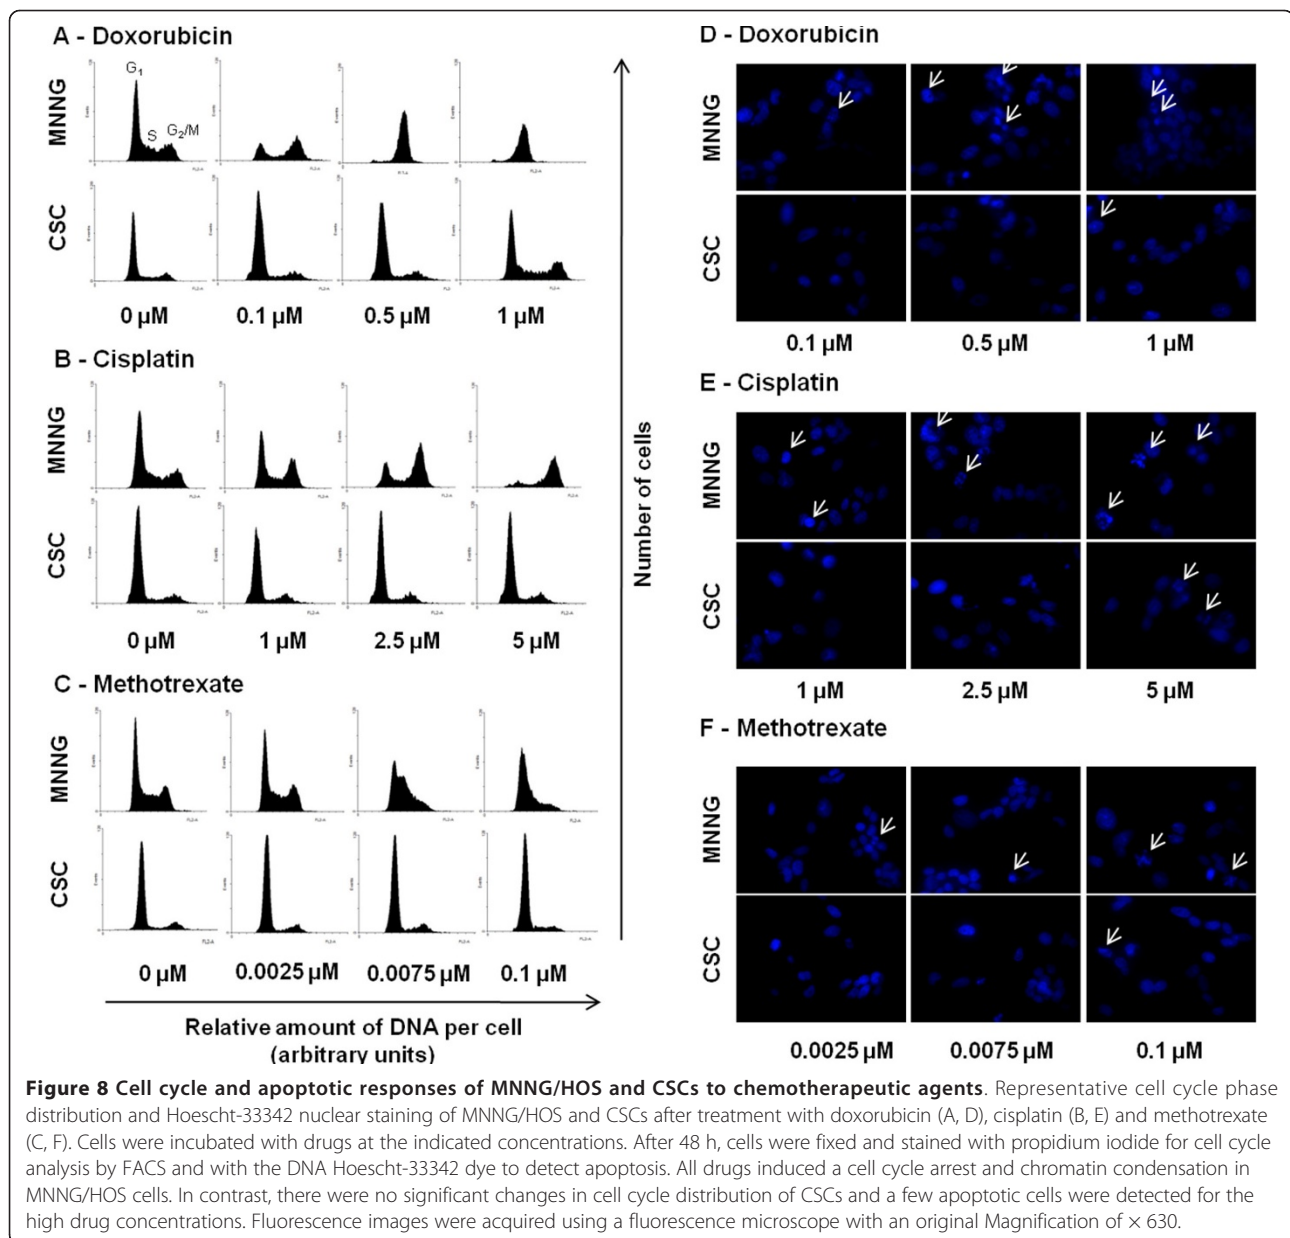 A - Doxorubicin
MNNG
G1
S
G2/M
CSC
0 µM
0.1 µM
0.5 µM
1 µM
B - Cisplatin
MNNG
CSC
0 µM
1 µM
2.5 µM
5 µM
C - Methotrexate
MNNG
CSC
0 µM
0.0025 µM
0.0075 µM
0.1 µM
Relative amount of DNA per cell
(arbitrary units)
Number of cells
D - Doxorubicin
MNNG
CSC
0.1 µM
0.5 µM
1 µM
E - Cisplatin
MNNG
CSC
1 µM
2.5 µM
5 µM
F - Methotrexate
MNNG
CSC
0.0025 µM
0.0075 µM
0.1 µM
Figure 8 Cell cycle and apoptotic responses of MNNG/HOS and CSCs to chemotherapeutic agents. Representative cell cycle phase
distribution and Hoescht-33342 nuclear staining of MNNG/HOS and CSCs after treatment with doxorubicin (A, D), cisplatin (B, E) and methotrexate
(C, F). Cells were incubated with drugs at the indicated concentrations. After 48 h, cells were fixed and stained with propidium iodide for cell cycle
analysis by FACS and with the DNA Hoescht-33342 dye to detect apoptosis. All drugs induced a cell cycle arrest and chromatin condensation in
MNNG/HOS cells. In contrast, there were no significant changes in cell cycle distribution of CSCs and a few apoptotic cells were detected for the
high drug concentrations. Fluorescence images were acquired using a fluorescence microscope with an original Magnification of × 630.